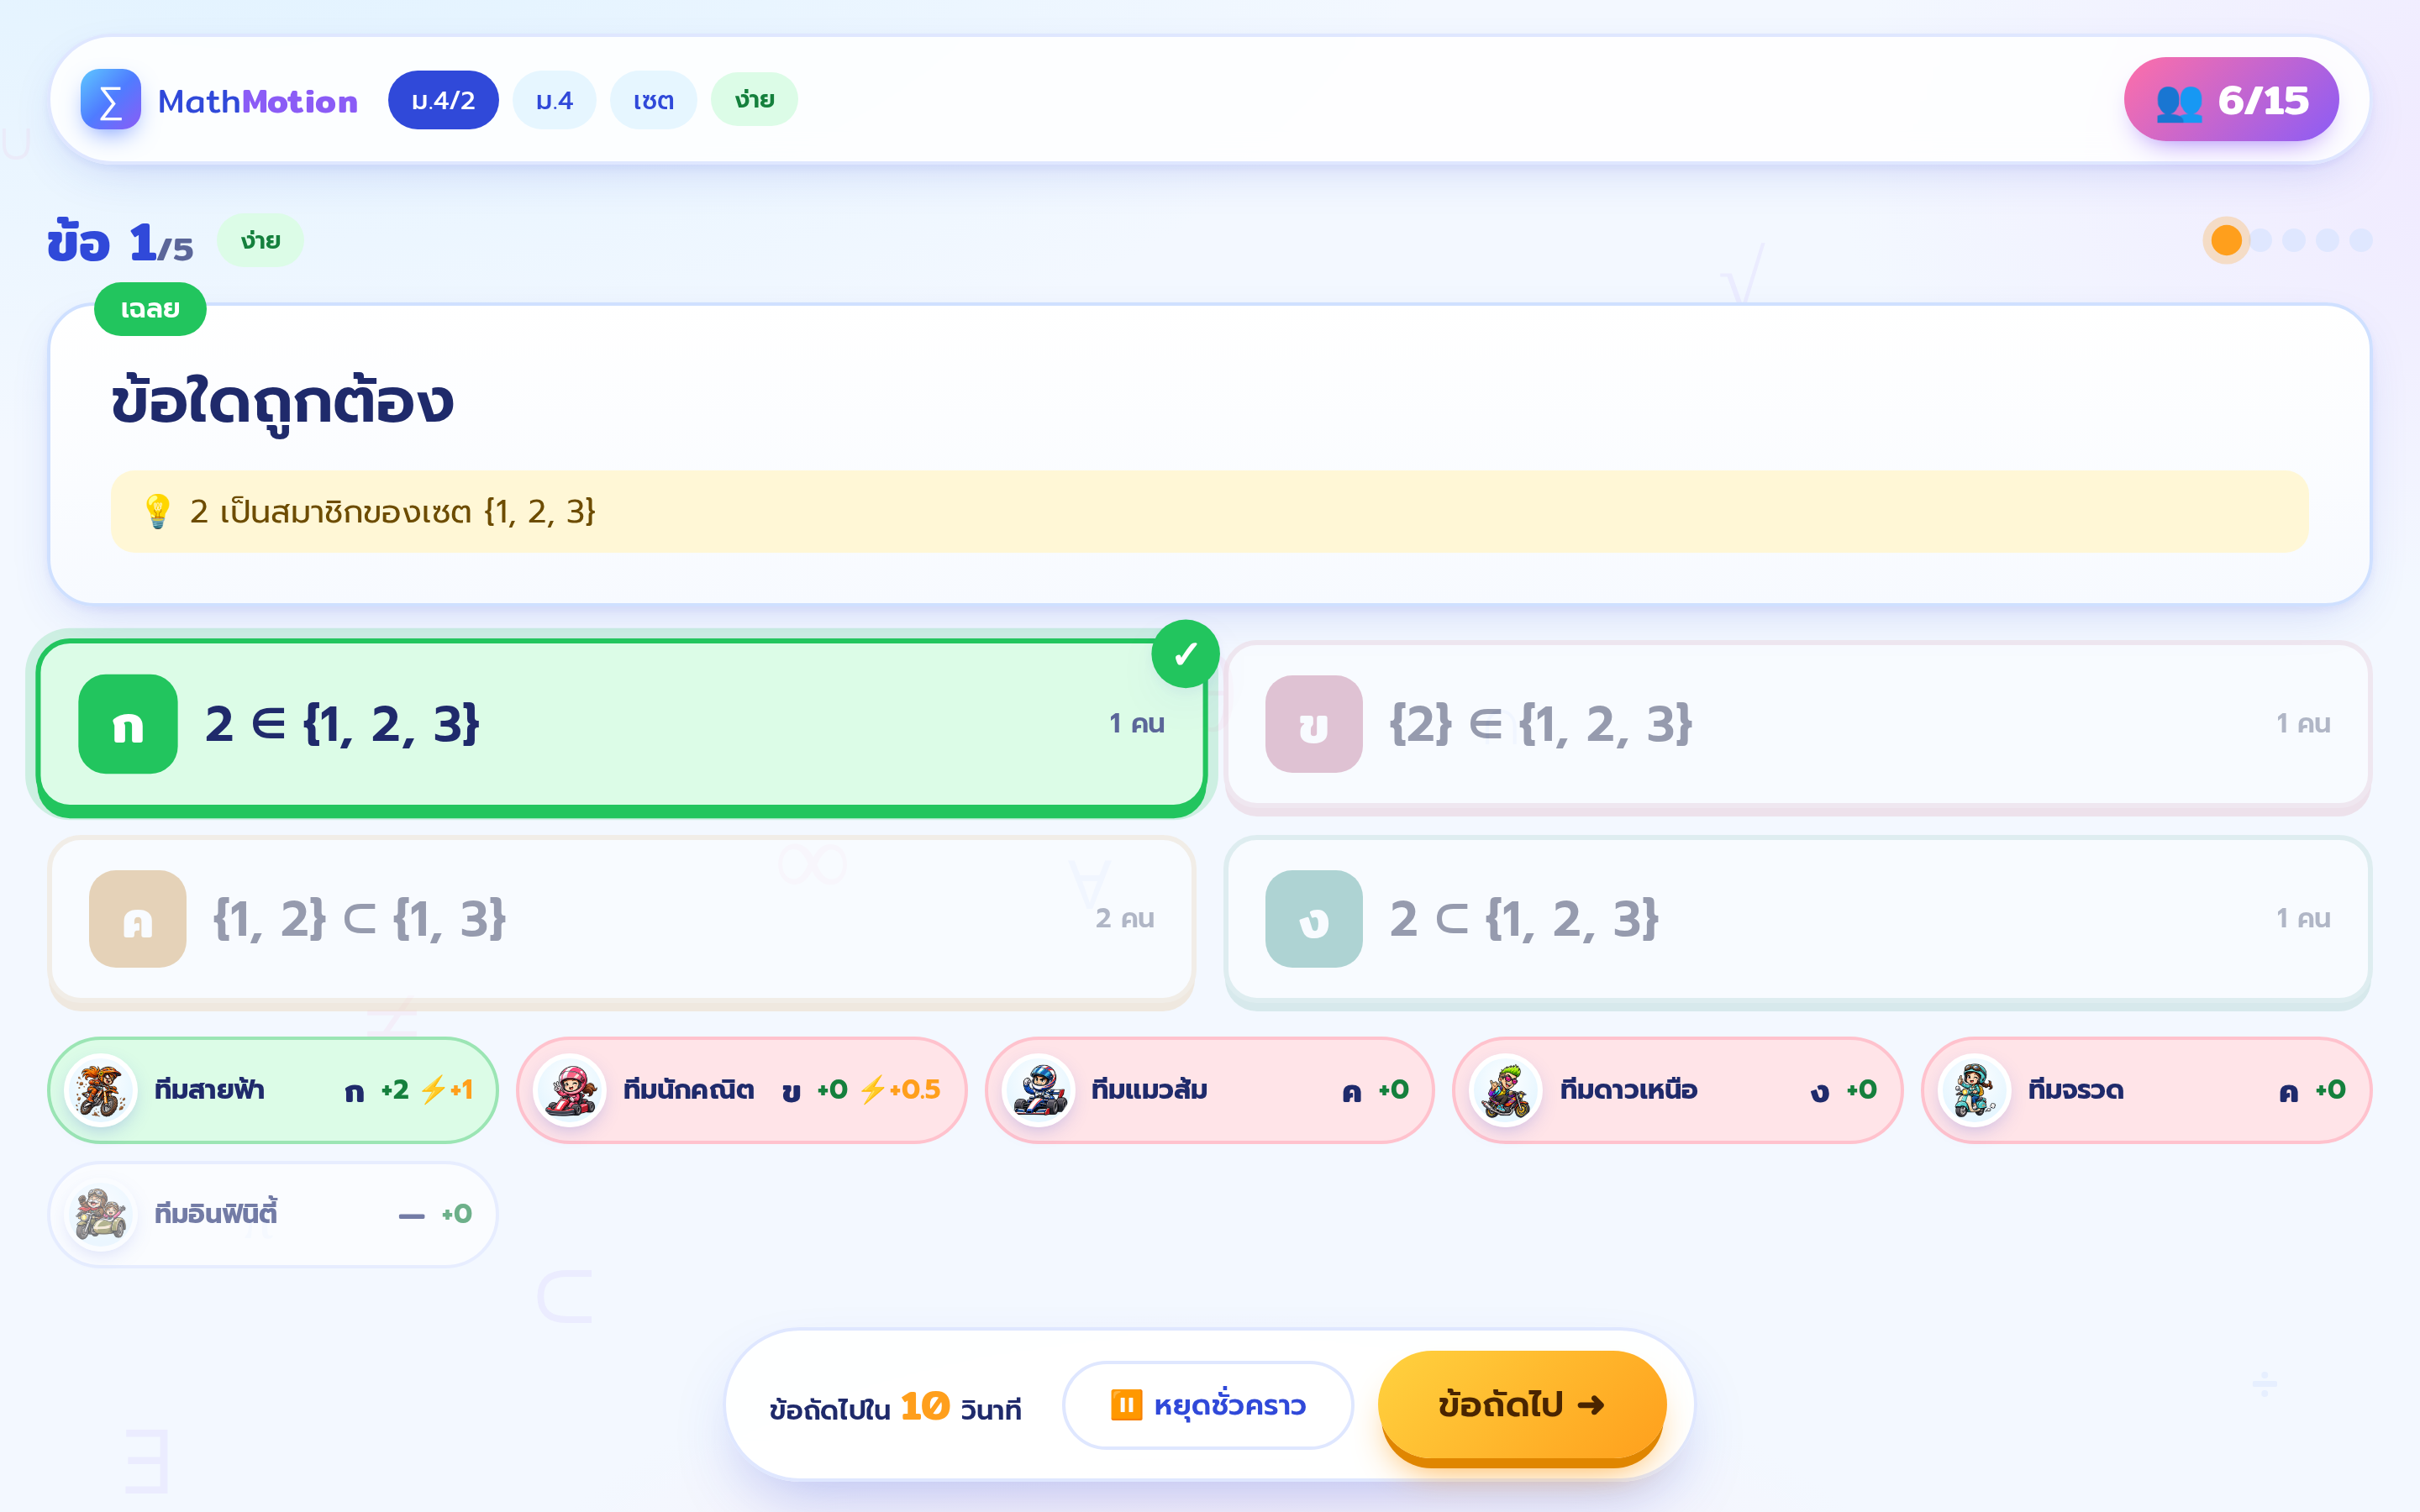 ∑ MathMotion ม.4/2 ม.4 เซต ง่าย 👥 6/15
ข้อ 1/5 ง่าย
เฉลย
ข้อใดถูกต้อง
💡 2 เป็นสมาชิกของเซต {1, 2, 3}
ก 2 ∈ {1, 2, 3} 1 คน ✓
ข {2} ∈ {1, 2, 3} 1 คน
ค {1, 2} ⊂ {1, 3} 2 คน
ง 2 ⊂ {1, 2, 3} 1 คน
ทีมสายฟ้า ก +2 ⚡+1
ทีมนักคณิต ข +0 ⚡+0.5
ทีมแมวส้ม ค +0
ทีมดาวเหนือ ง +0
ทีมจรวด ค +0
ทีมอินฟินิตี้ — +0
ข้อถัดไปใน 10 วินาที ⏸ หยุดชั่วคราว ข้อถัดไป ➜